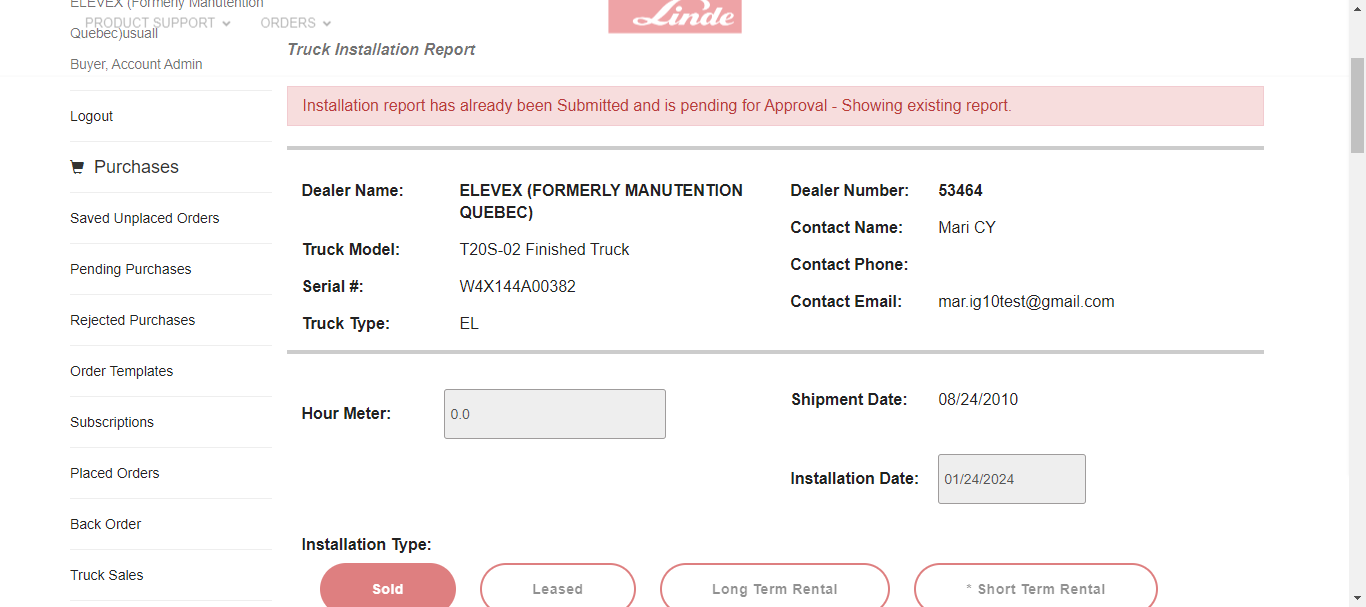 ELEVEX (Formerly Manutention
PRODUCT SUPPORT
ORDERS
Linde
Quebec)usuall
Truck Installation Report
Buyer, Account Admin
Installation report has already been Submitted and is pending for Approval - Showing existing report.
Logout
Purchases
Saved Unplaced Orders
Pending Purchases
Rejected Purchases
Order Templates
Subscriptions
Placed Orders
Back Order
Truck Sales
Dealer Name: ELEVEX (FORMERLY MANUTENTION
QUEBEC)
Truck Model: T20S-02 Finished Truck
Serial #: W4X144A00382
Truck Type: EL
Dealer Number: 53464
Contact Name: Mari CY
Contact Phone:
Contact Email: mar.ig10test@gmail.com
Hour Meter: 0.0
Shipment Date: 08/24/2010
Installation Date: 01/24/2024
Installation Type:
Sold
Leased
Long Term Rental
* Short Term Rental